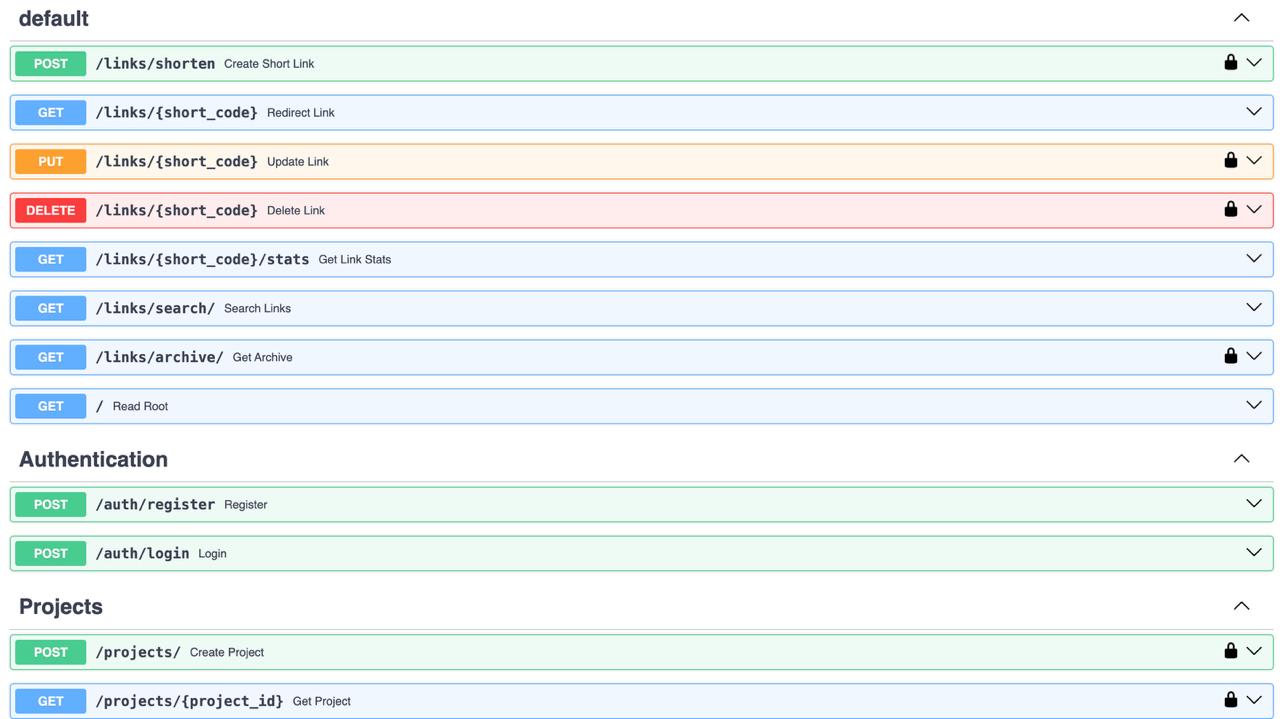 default
POST /links/shorten Create Short Link
GET /links/{short_code} Redirect Link
PUT /links/{short_code} Update Link
DELETE /links/{short_code} Delete Link
GET /links/{short_code}/stats Get Link Stats
GET /links/search/ Search Links
GET /links/archive/ Get Archive
GET / Read Root
Authentication
POST /auth/register Register
POST /auth/login Login
Projects
POST /projects/ Create Project
GET /projects/{project_id} Get Project